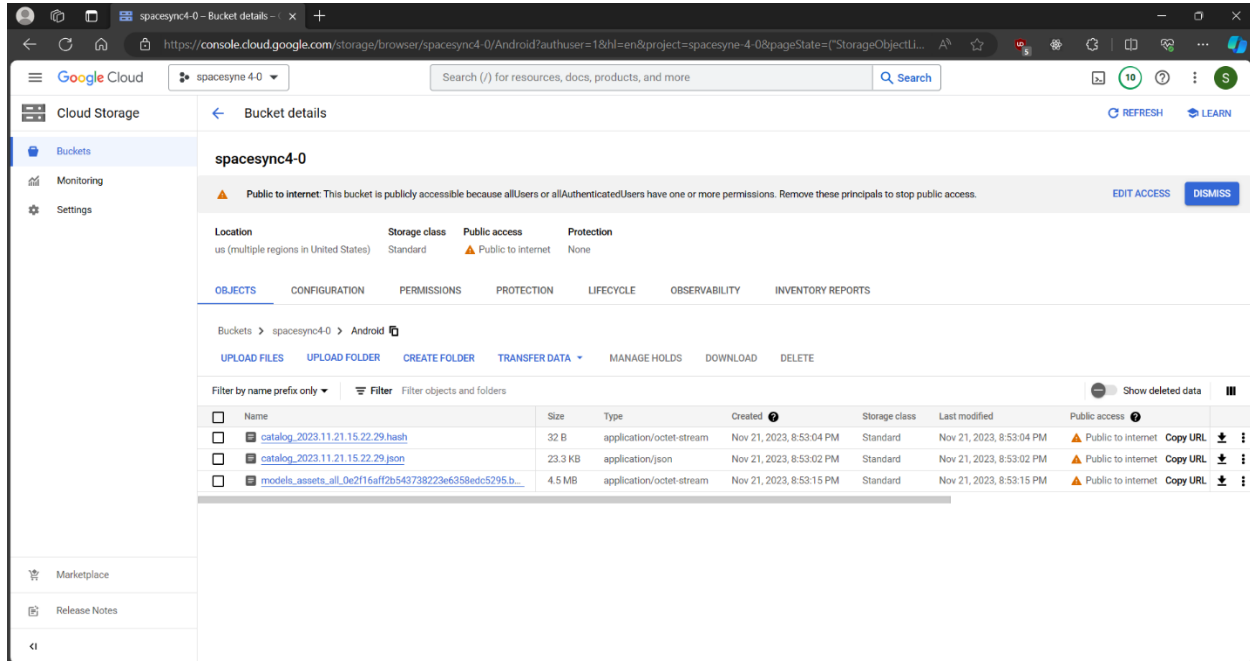 spacesync4-0 – Bucket details –
https://console.cloud.google.com/storage/browser/spacesync4-0/Android?authuser=1&hl=en&project=spacesyne-4-0&pageState=("StorageObjectLi...
Google Cloud spacesyne 4-0 Search (/) for resources, docs, products, and more Search 10 ? S
Cloud Storage Bucket details REFRESH LEARN
Buckets
Monitoring
Settings
spacesync4-0
Public to internet: This bucket is publicly accessible because allUsers or allAuthenticatedUsers have one or more permissions. Remove these principals to stop public access. EDIT ACCESS DISMISS
Location Storage class Public access Protection
us (multiple regions in United States) Standard Public to internet None
OBJECTS CONFIGURATION PERMISSIONS PROTECTION LIFECYCLE OBSERVABILITY INVENTORY REPORTS
Buckets > spacesync4-0 > Android
UPLOAD FILES UPLOAD FOLDER CREATE FOLDER TRANSFER DATA MANAGE HOLDS DOWNLOAD DELETE
Filter by name prefix only Filter Filter objects and folders Show deleted data
Name Size Type Created Storage class Last modified Public access
catalog_2023.11.21.15.22.29.hash 32 B application/octet-stream Nov 21, 2023, 8:53:04 PM Standard Nov 21, 2023, 8:53:04 PM Public to internet Copy URL
catalog_2023.11.21.15.22.29.json 23.3 KB application/json Nov 21, 2023, 8:53:02 PM Standard Nov 21, 2023, 8:53:02 PM Public to internet Copy URL
models_assets_all_0e2f16aff2b543738223e6358edc5295.b... 4.5 MB application/octet-stream Nov 21, 2023, 8:53:15 PM Standard Nov 21, 2023, 8:53:15 PM Public to internet Copy URL
Marketplace
Release Notes